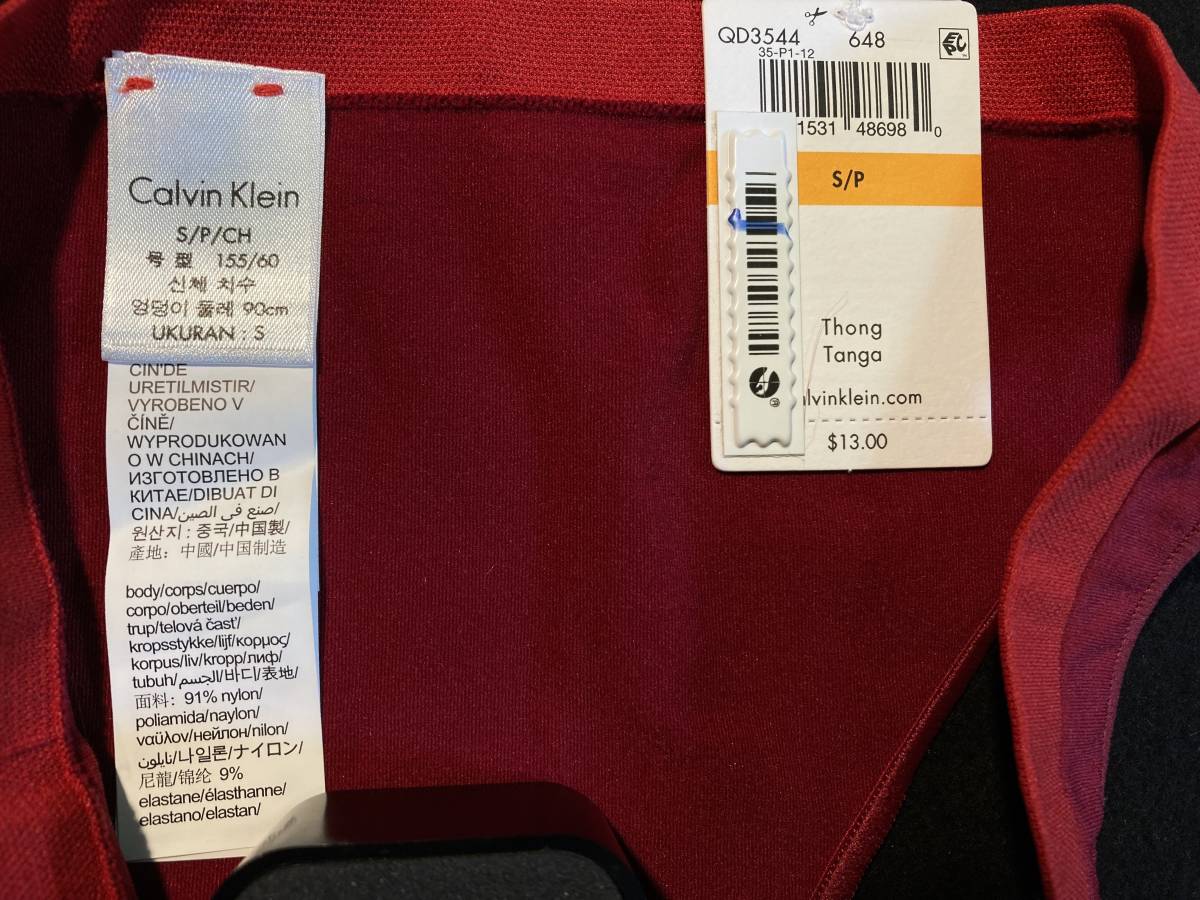 Calvin Klein
S/P/CH
号型 155/60
신체 치수
엉덩이 둘레 90cm
UKURAN : S
CIN'DE
URETILMISTIR/
VYROBENO V
ČÍNĚ/
WYPRODUKOWAN
O W CHINACH/
ИЗГОТОВЛЕНО В
КИТАЕ/DIBUAT DI
CINA/صنع في الصين/
원산지 : 중국/中国製/
產地: 中國/中国制造
body/corps/cuerpo/
corpo/oberteil/beden/
trup/telová časť/
kropsstykke/lijf/κορμος/
korpus/liv/kropp/лиф/
tubuh/الجسم/바디/表地/
面料: 91% nylon/
poliamida/naylon/
ναϋλον/нейлон/nilon/
نايلون/나일론/ナイロン/
尼龍/锦纶 9%
elastane/élasthanne/
elastano/elastan/
QD3544 648
35-P1-12
EPC
1531 48698 0
S/P
Thong
Tanga
lvinklein.com
$13.00